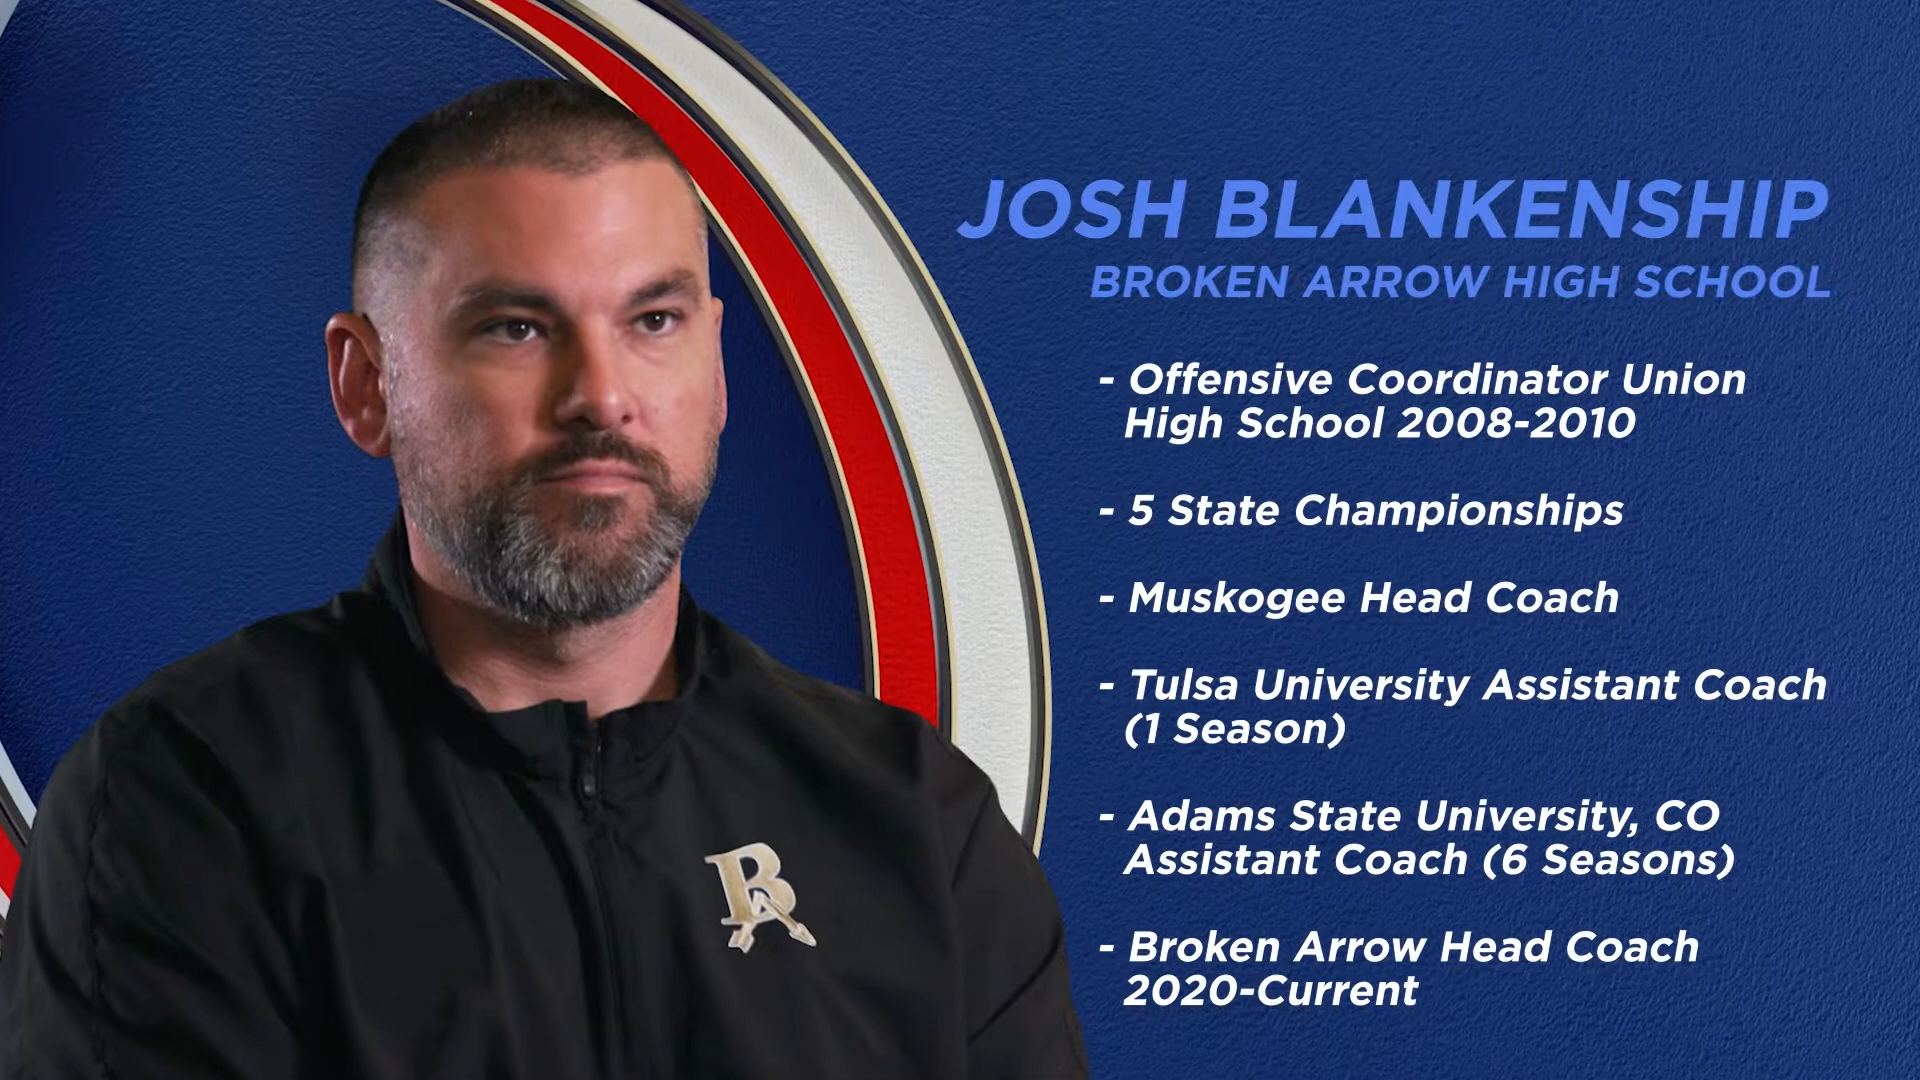 JOSH BLANKENSHIP
BROKEN ARROW HIGH SCHOOL
- Offensive Coordinator Union
High School 2008-2010
- 5 State Championships
- Muskogee Head Coach
- Tulsa University Assistant Coach
(1 Season)
- Adams State University, CO
Assistant Coach (6 Seasons)
- Broken Arrow Head Coach
2020-Current
BA